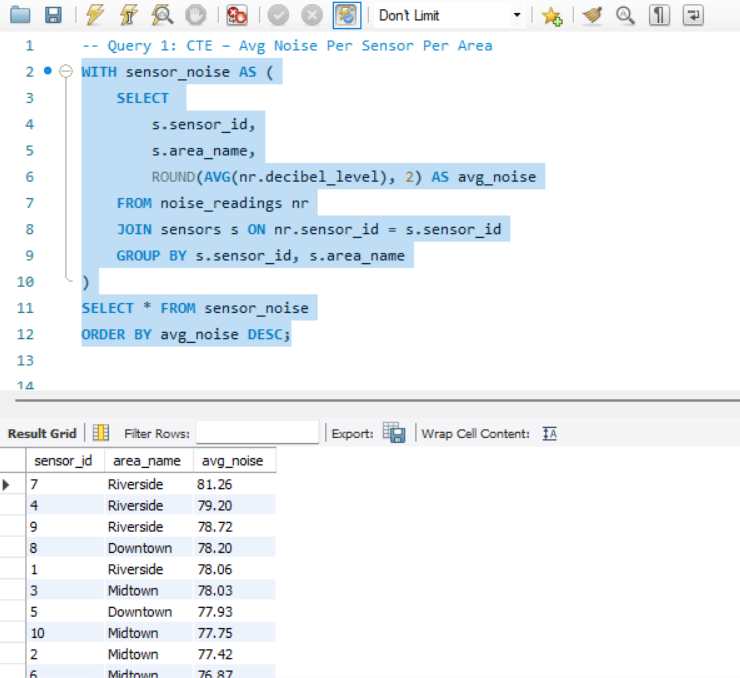 Don't Limit
1 -- Query 1: CTE – Avg Noise Per Sensor Per Area
2 WITH sensor_noise AS (
3 SELECT
4 s.sensor_id,
5 s.area_name,
6 ROUND(AVG(nr.decibel_level), 2) AS avg_noise
7 FROM noise_readings nr
8 JOIN sensors s ON nr.sensor_id = s.sensor_id
9 GROUP BY s.sensor_id, s.area_name
10 )
11 SELECT * FROM sensor_noise
12 ORDER BY avg_noise DESC;
13
14
Result Grid Filter Rows: Export: Wrap Cell Content: IA
sensor_id area_name avg_noise
7 Riverside 81.26
4 Riverside 79.20
9 Riverside 78.72
8 Downtown 78.20
1 Riverside 78.06
3 Midtown 78.03
5 Downtown 77.93
10 Midtown 77.75
2 Midtown 77.42
6 Midtown 76.87